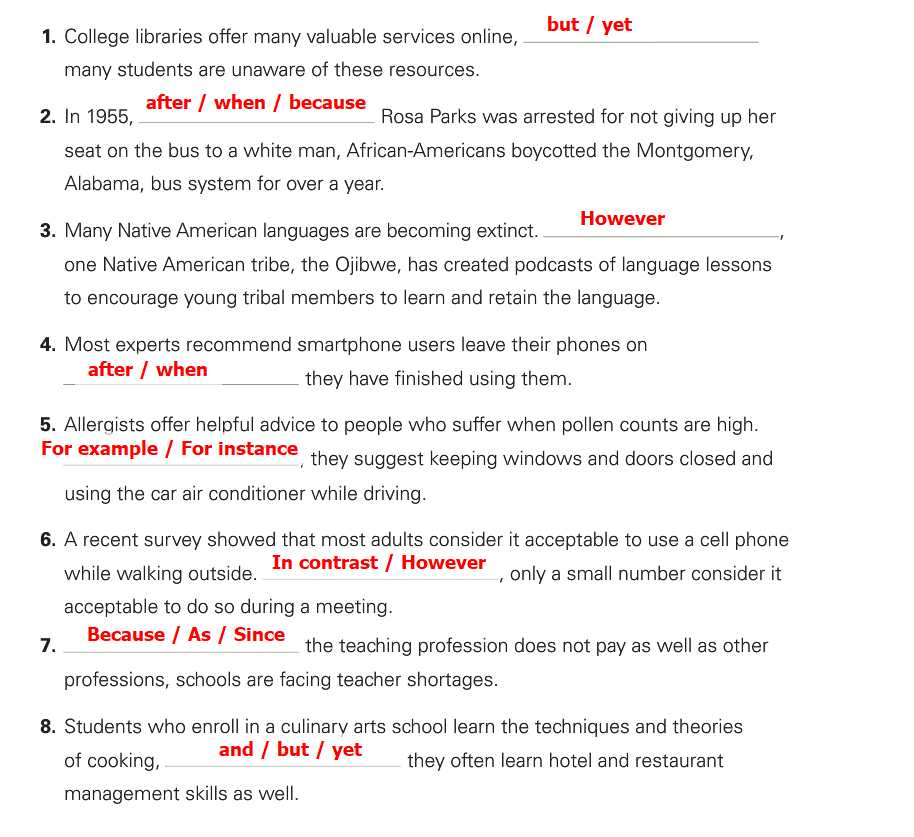 1. College libraries offer many valuable services online, but / yet
many students are unaware of these resources.
2. In 1955, after / when / because Rosa Parks was arrested for not giving up her
seat on the bus to a white man, African-Americans boycotted the Montgomery,
Alabama, bus system for over a year.
3. Many Native American languages are becoming extinct. However,
one Native American tribe, the Ojibwe, has created podcasts of language lessons
to encourage young tribal members to learn and retain the language.
4. Most experts recommend smartphone users leave their phones on
after / when they have finished using them.
5. Allergists offer helpful advice to people who suffer when pollen counts are high.
For example / For instance, they suggest keeping windows and doors closed and
using the car air conditioner while driving.
6. A recent survey showed that most adults consider it acceptable to use a cell phone
while walking outside. In contrast / However, only a small number consider it
acceptable to do so during a meeting.
7. Because / As / Since the teaching profession does not pay as well as other
professions, schools are facing teacher shortages.
8. Students who enroll in a culinary arts school learn the techniques and theories
of cooking, and / but / yet they often learn hotel and restaurant
management skills as well.